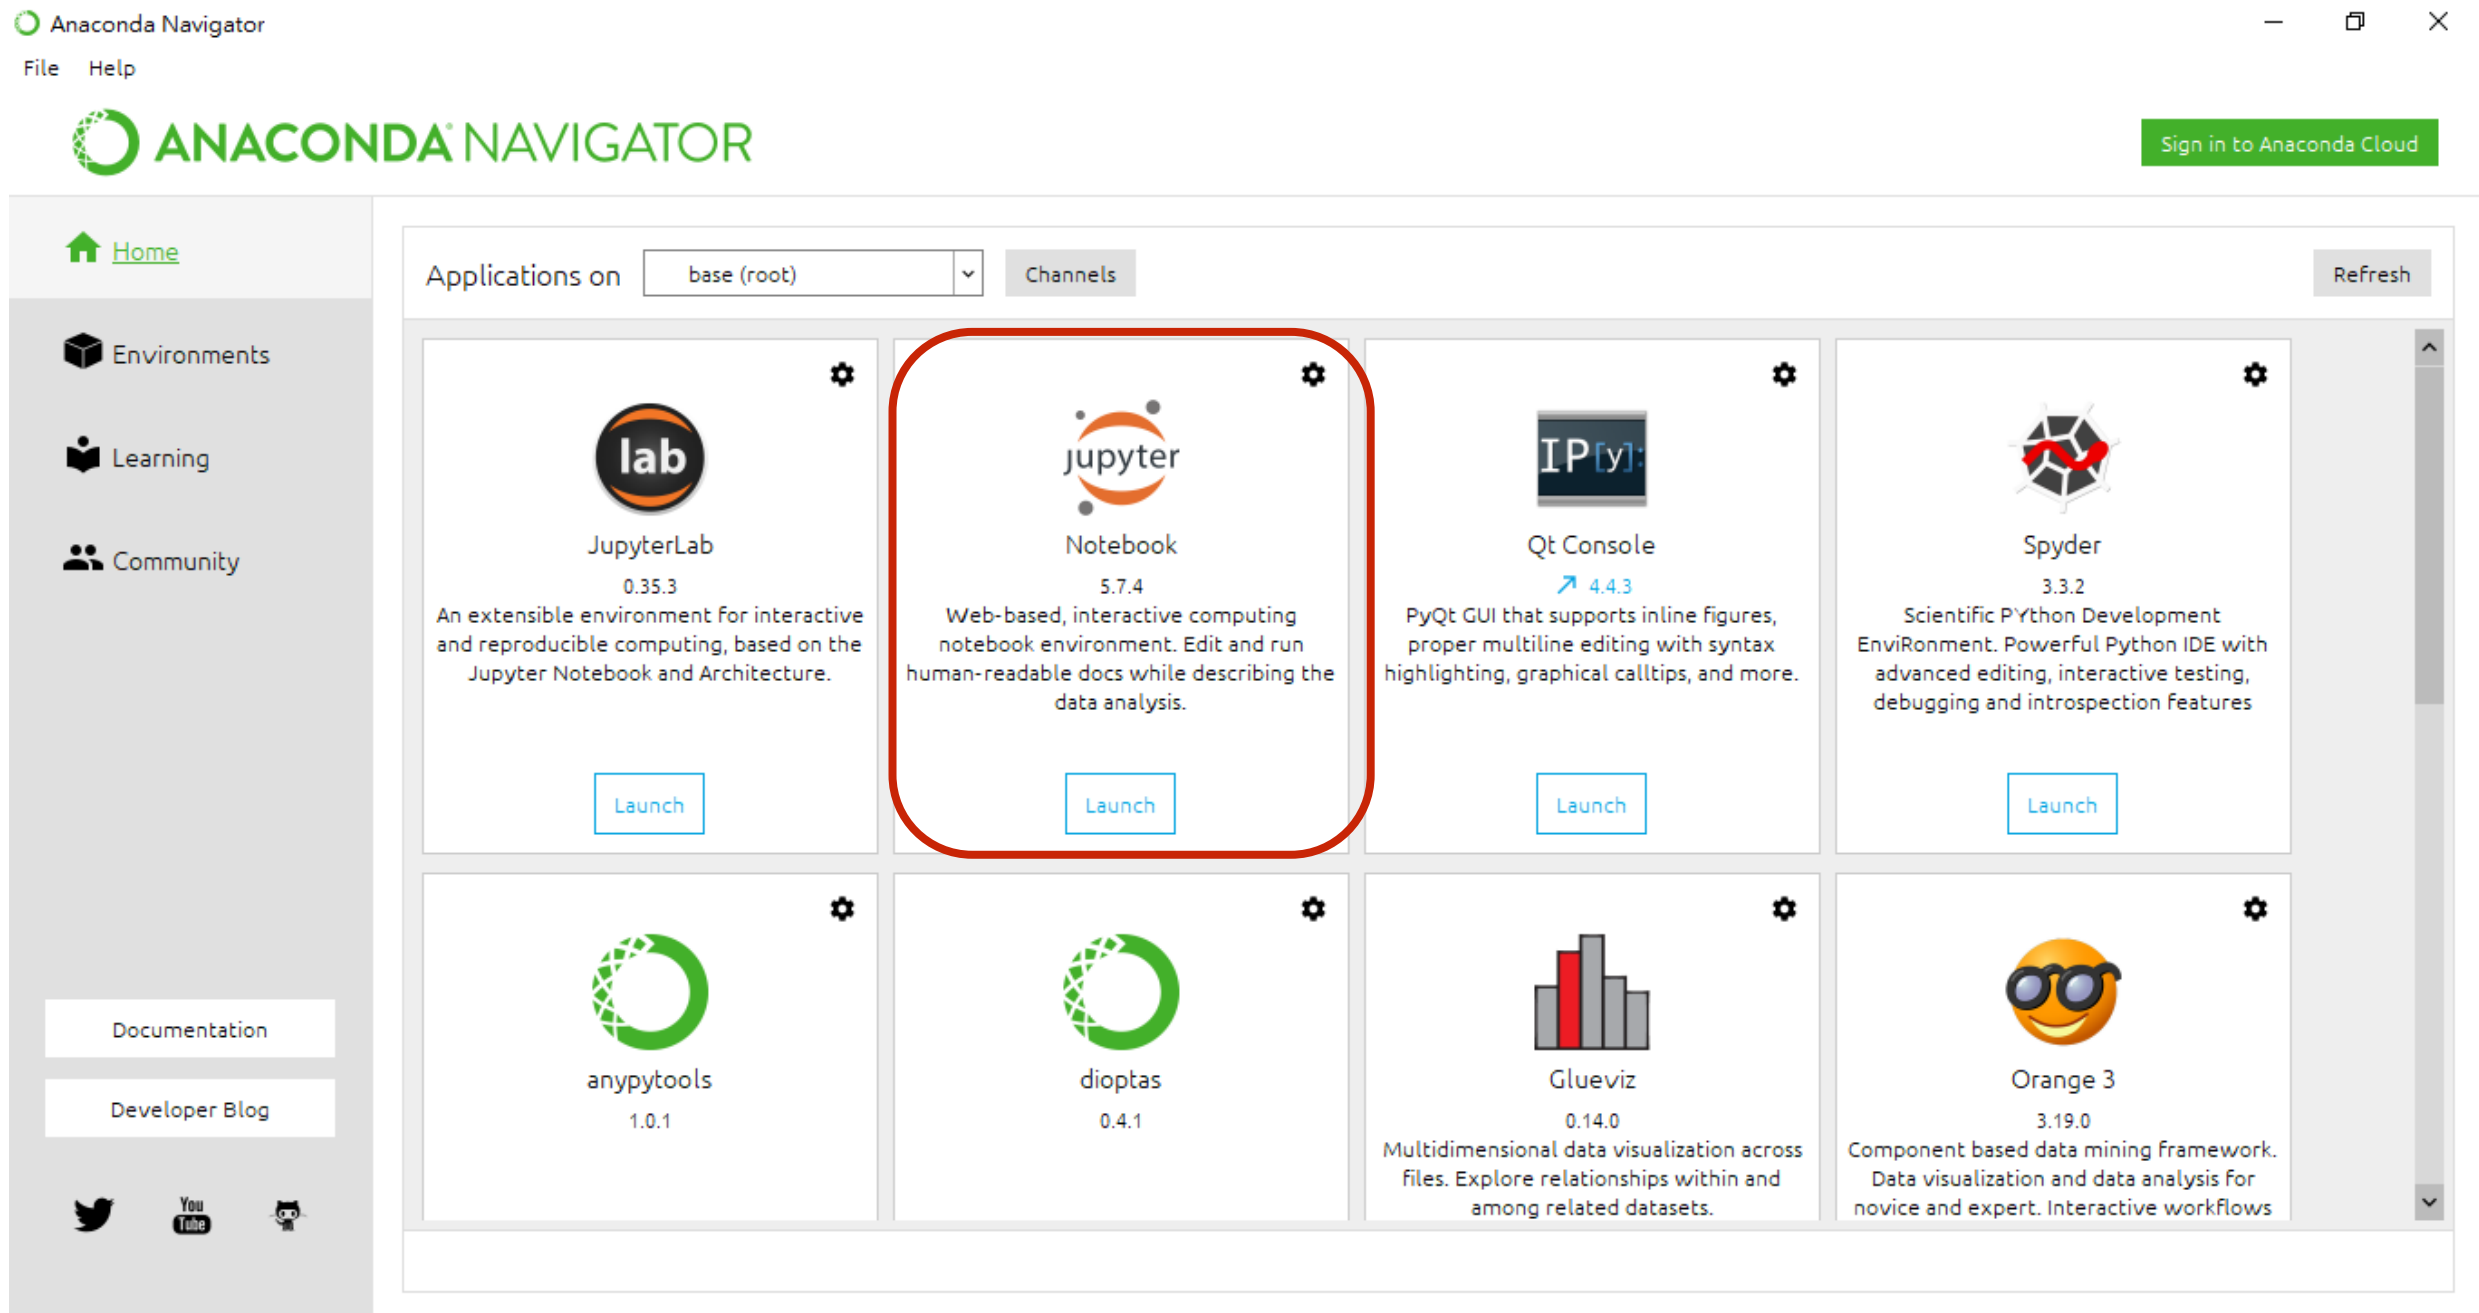 Anaconda Navigator
File Help
ANACONDA NAVIGATOR
Sign in to Anaconda Cloud
Home
Environments
Learning
Community
Documentation
Developer Blog
You
Tube
Applications on base (root) Channels Refresh
lab
JupyterLab
0.35.3
An extensible environment for interactive
and reproducible computing, based on the
Jupyter Notebook and Architecture.
Launch
jupyter
Notebook
5.7.4
Web-based, interactive computing
notebook environment. Edit and run
human-readable docs while describing the
data analysis.
Launch
IP[y]:
Qt Console
4.4.3
PyQt GUI that supports inline figures,
proper multiline editing with syntax
highlighting, graphical calltips, and more.
Launch
Spyder
3.3.2
Scientific PYthon Development
EnviRonment. Powerful Python IDE with
advanced editing, interactive testing,
debugging and introspection features
Launch
anypytools
1.0.1
dioptas
0.4.1
Glueviz
0.14.0
Multidimensional data visualization across
files. Explore relationships within and
among related datasets.
Orange 3
3.19.0
Component based data mining framework.
Data visualization and data analysis for
novice and expert. Interactive workflows